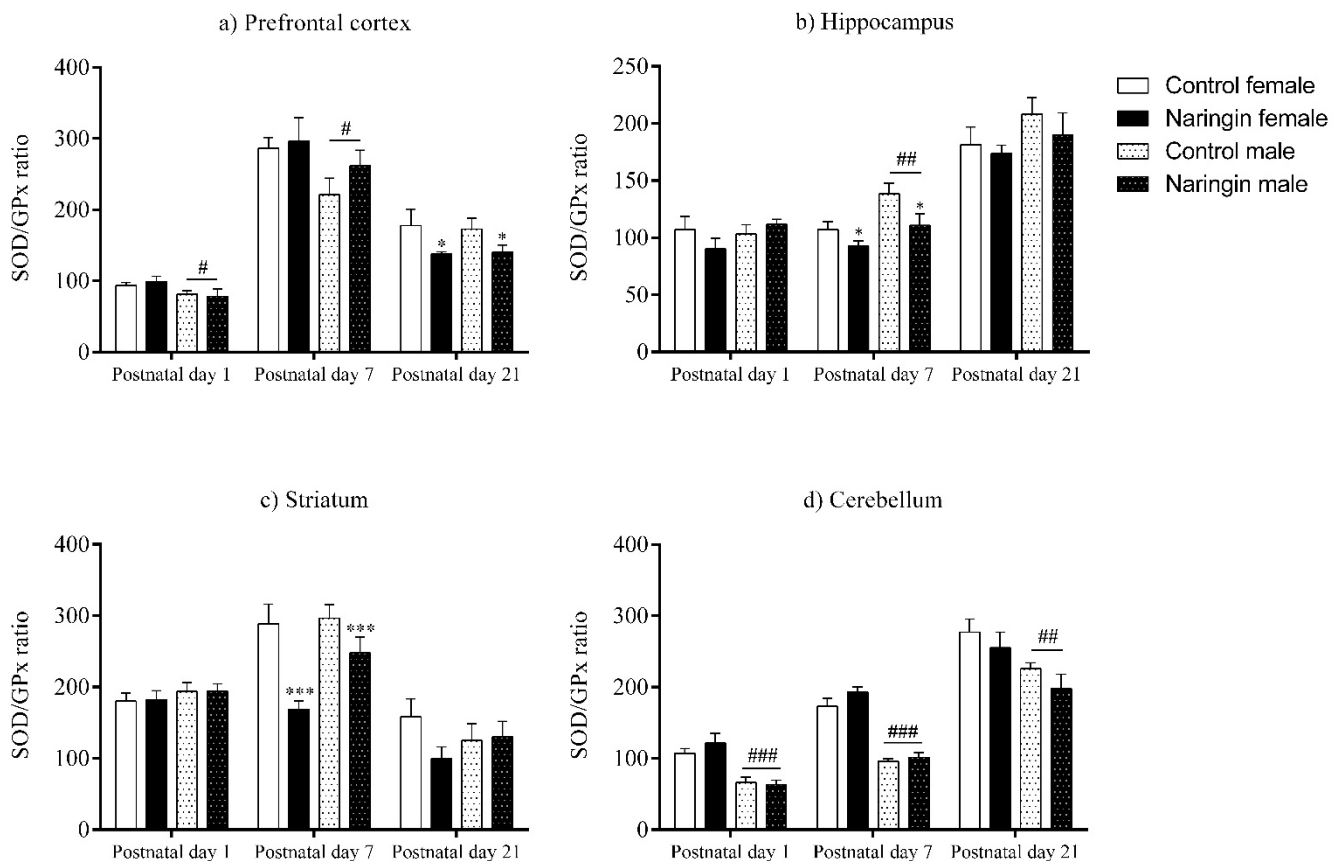 a) Prefrontal cortex
SOD/GPx ratio
400
300
200
100
0
#
#
*
*
Postnatal day 1
Postnatal day 7
Postnatal day 21
b) Hippocampus
SOD/GPx ratio
250
200
150
100
50
0
*
##
*
Postnatal day 1
Postnatal day 7
Postnatal day 21
Control female
Naringin female
Control male
Naringin male
c) Striatum
SOD/GPx ratio
400
300
200
100
0
***
***
Postnatal day 1
Postnatal day 7
Postnatal day 21
d) Cerebellum
SOD/GPx ratio
400
300
200
100
0
###
###
##
Postnatal day 1
Postnatal day 7
Postnatal day 21